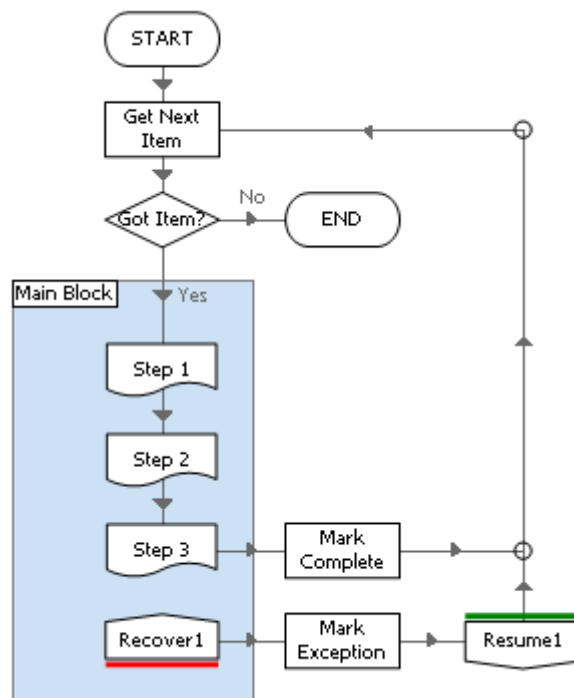 START
Get Next
Item
Got Item?
No
END
Main Block
Yes
Step 1
Step 2
Step 3
Mark
Complete
Recover1
Mark
Exception
Resume1